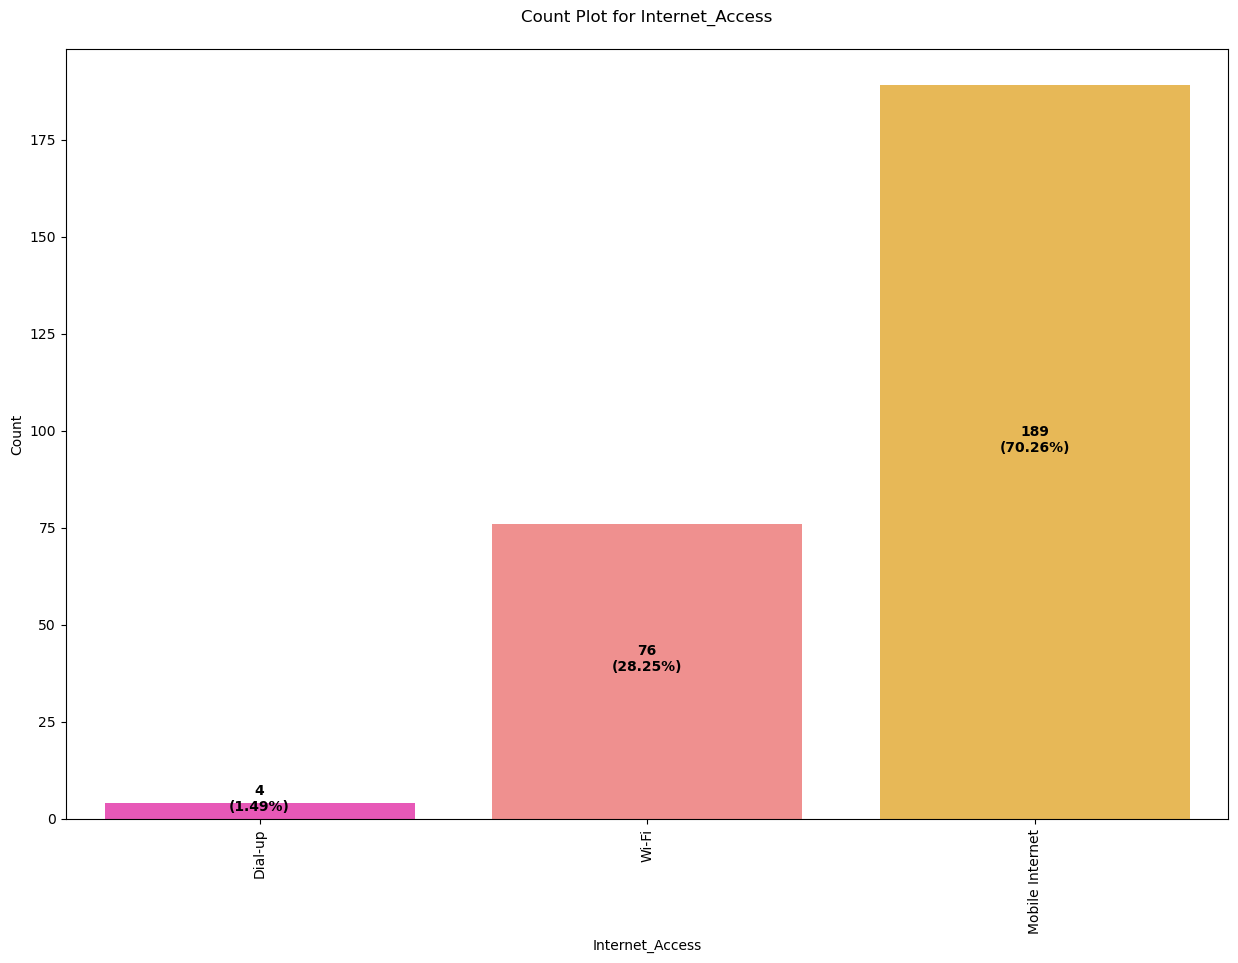 Count Plot for Internet_Access
175
150
125
100
75
50
25
0
Count
4
(1.49%)
76
(28.25%)
189
(70.26%)
Dial-up
Wi-Fi
Mobile Internet
Internet_Access